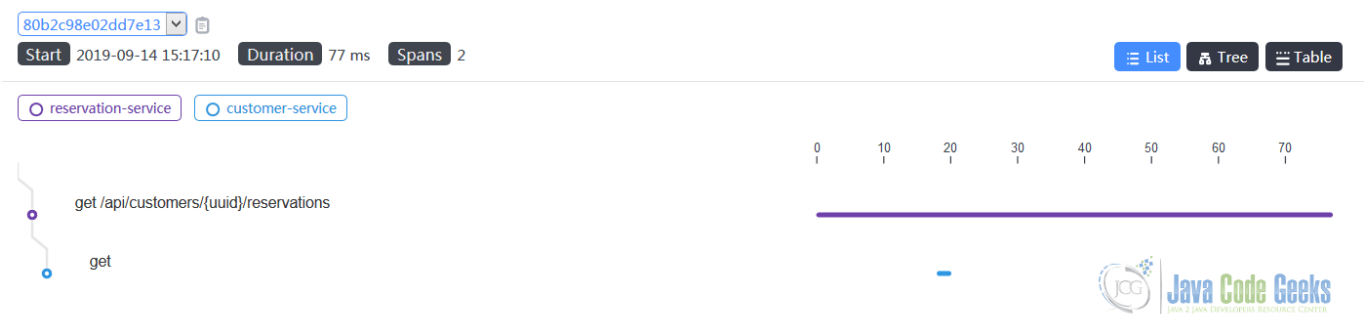 80b2c98e02dd7e13
Start 2019-09-14 15:17:10 Duration 77 ms Spans 2
List Tree Table
reservation-service customer-service
0 10 20 30 40 50 60 70
get /api/customers/{uuid}/reservations
get
JCG Java Code Geeks
JAVA 2 JAVA DEVELOPERS RESOURCE CENTER